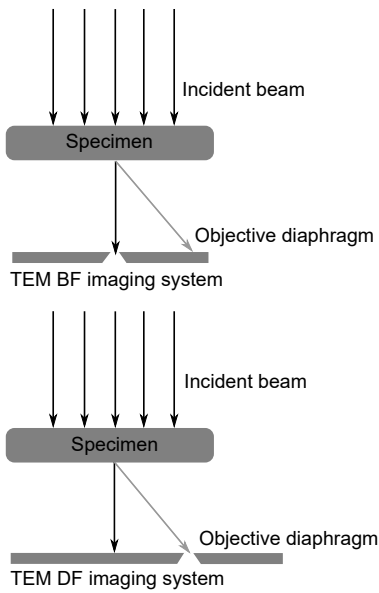 Incident beam
Specimen
Objective diaphragm
TEM BF imaging system
Incident beam
Specimen
Objective diaphragm
TEM DF imaging system